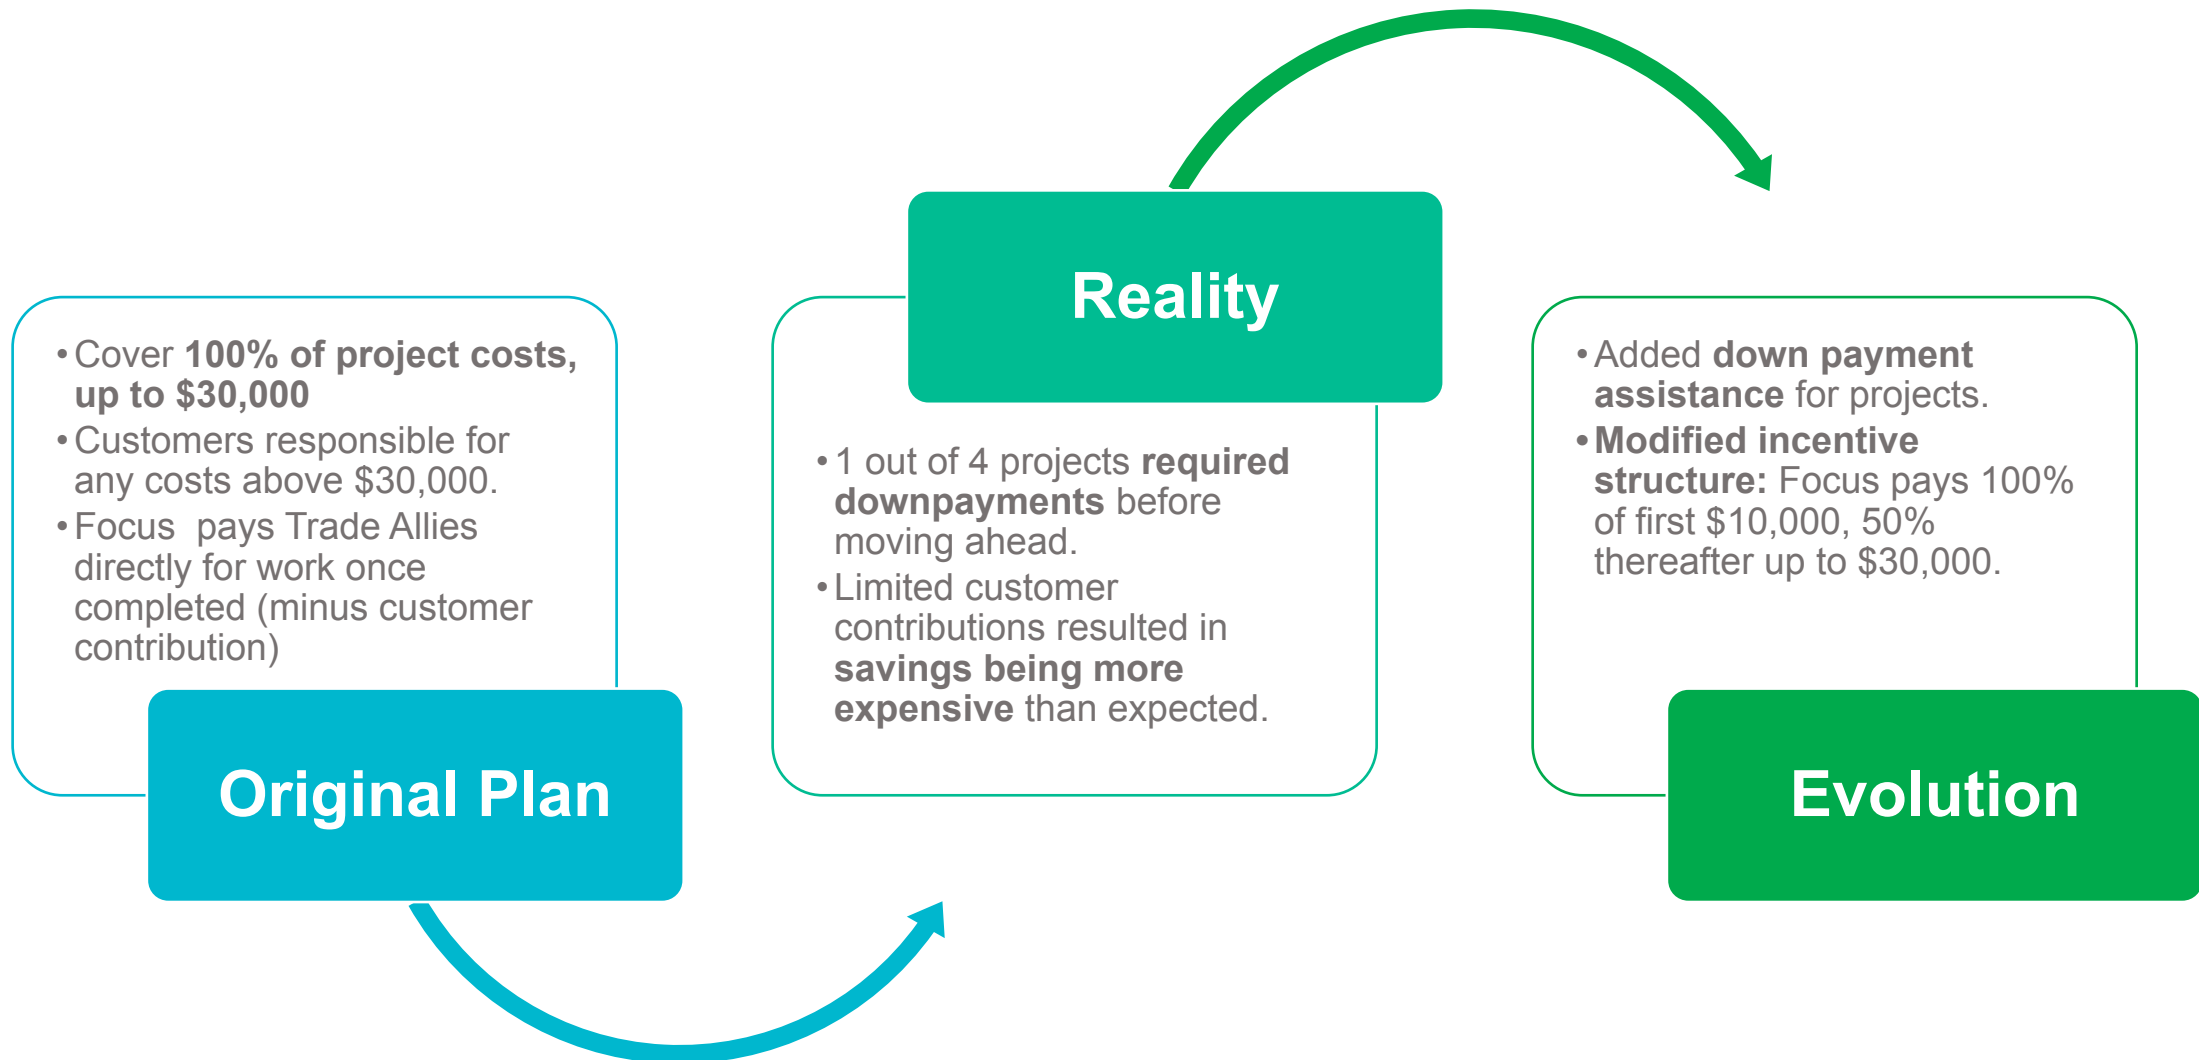 • Cover 100% of project costs,
up to $30,000
• Customers responsible for
any costs above $30,000.
• Focus  pays Trade Allies
directly for work once
completed (minus customer
contribution)
Original Plan
Reality
• 1 out of 4 projects required
downpayments before
moving ahead.
• Limited customer
contributions resulted in
savings being more
expensive than expected.
• Added down payment
assistance for projects.
• Modified incentive
structure: Focus pays 100%
of first $10,000, 50%
thereafter up to $30,000.
Evolution